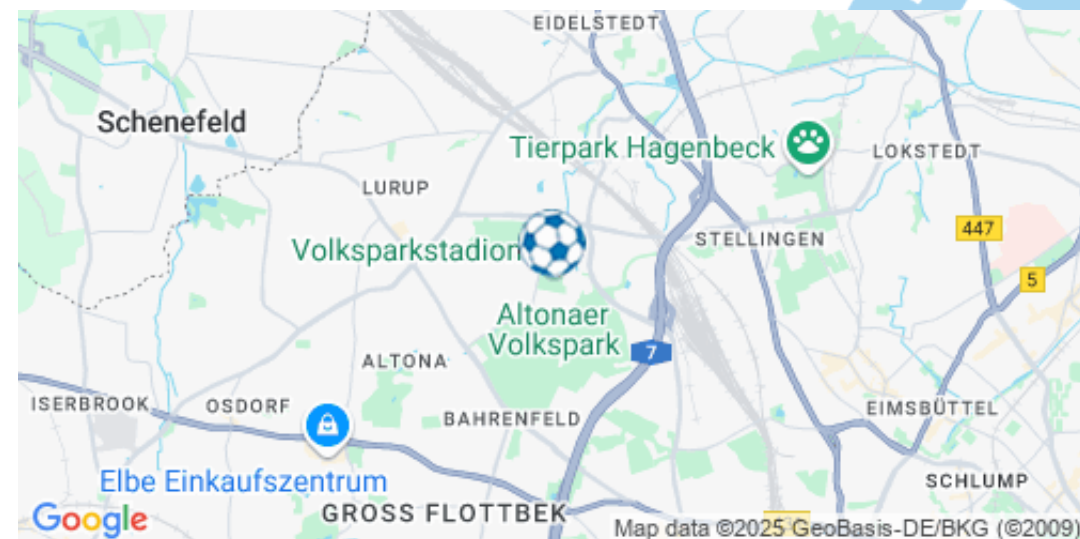 EIDELSTEDT
Schenefeld
Tierpark Hagenbeck
LOKSTEDT
LURUP
447
STELLINGEN
Volksparkstadion
5
Altonaer
Volkspark
7
ALTONA
ISERBROOK
OSDORF
BAHRENFELD
EIMSBÜTTEL
Elbe Einkaufszentrum
SCHLUMP
GROSS FLOTTBEK
Google
Map data ©2025 GeoBasis-DE/BKG (©2009)